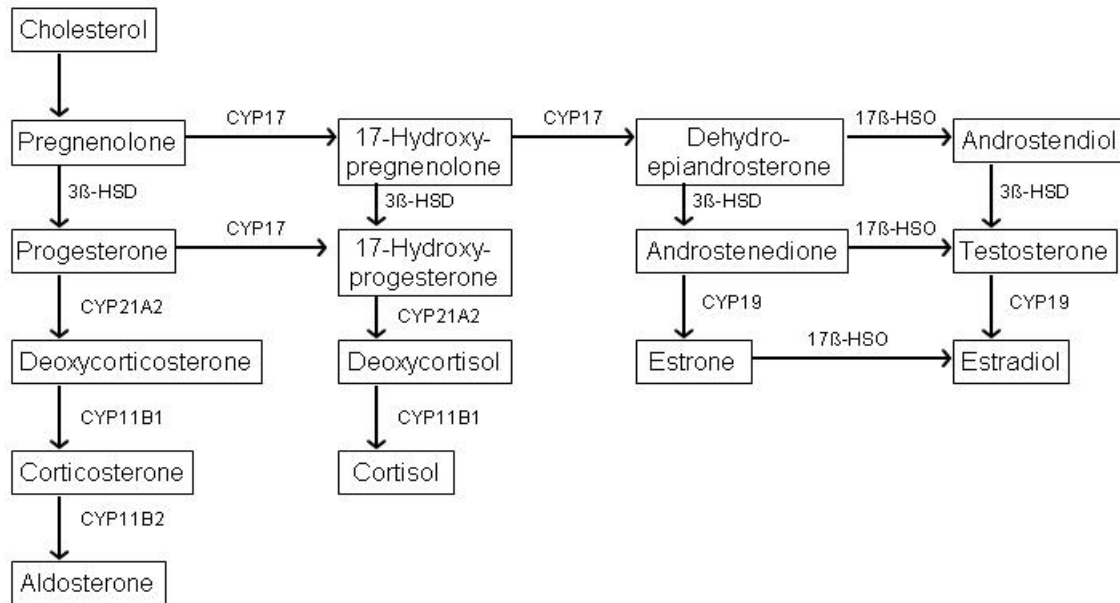 Cholesterol
CYP17
CYP17
17ß-HSO
Pregnenolone
17-Hydroxy-
pregnenolone
Dehydro-
epiandrosterone
Androstendiol
3ß-HSD
3ß-HSD
3ß-HSD
3ß-HSD
CYP17
17ß-HSO
Progesterone
17-Hydroxy-
progesterone
Androstenedione
Testosterone
CYP21A2
CYP21A2
CYP19
CYP19
17ß-HSO
Deoxycorticosterone
Deoxycortisol
Estrone
Estradiol
CYP11B1
CYP11B1
Corticosterone
Cortisol
CYP11B2
Aldosterone